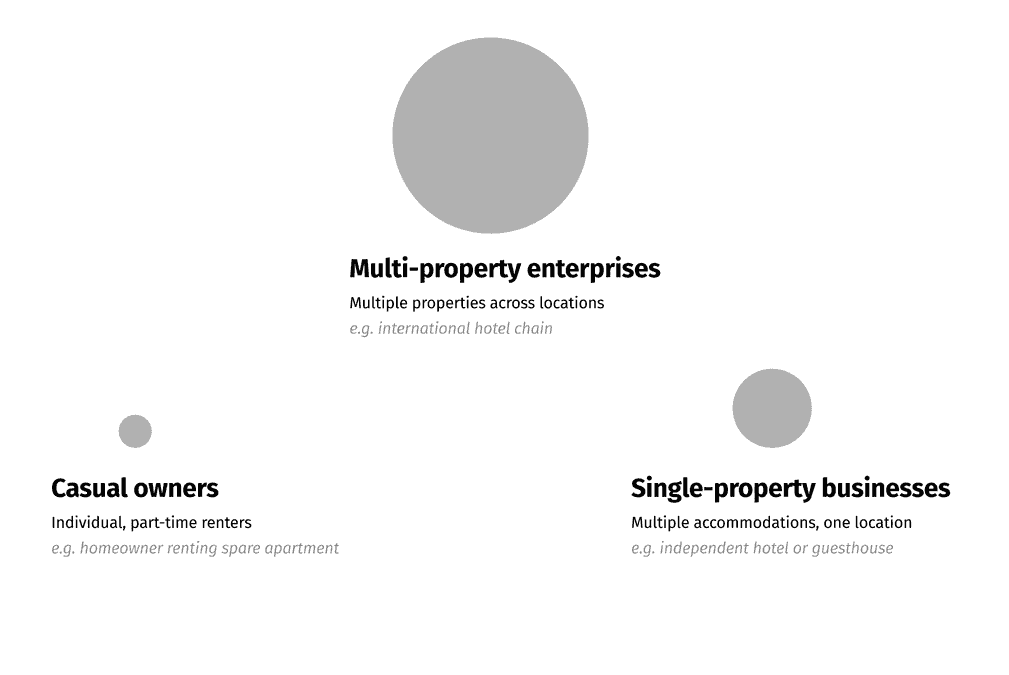 Multi-property enterprises
Multiple properties across locations
e.g. international hotel chain
Casual owners
Individual, part-time renters
e.g. homeowner renting spare apartment
Single-property businesses
Multiple accommodations, one location
e.g. independent hotel or guesthouse